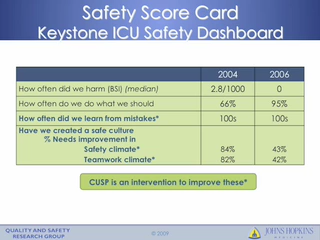 Safety Score Card
Keystone ICU Safety Dashboard
2004 2006
How often did we harm (BSI) (median) 2.8/1000 0
How often do we do what we should 66% 95%
How often did we learn from mistakes* 100s 100s
Have we created a safe culture
% Needs improvement in
Safety climate* 84% 43%
Teamwork climate* 82% 42%
CUSP is an intervention to improve these*
QUALITY AND SAFETY
RESEARCH GROUP
© 2009
JOHNS HOPKINS
MEDICINE